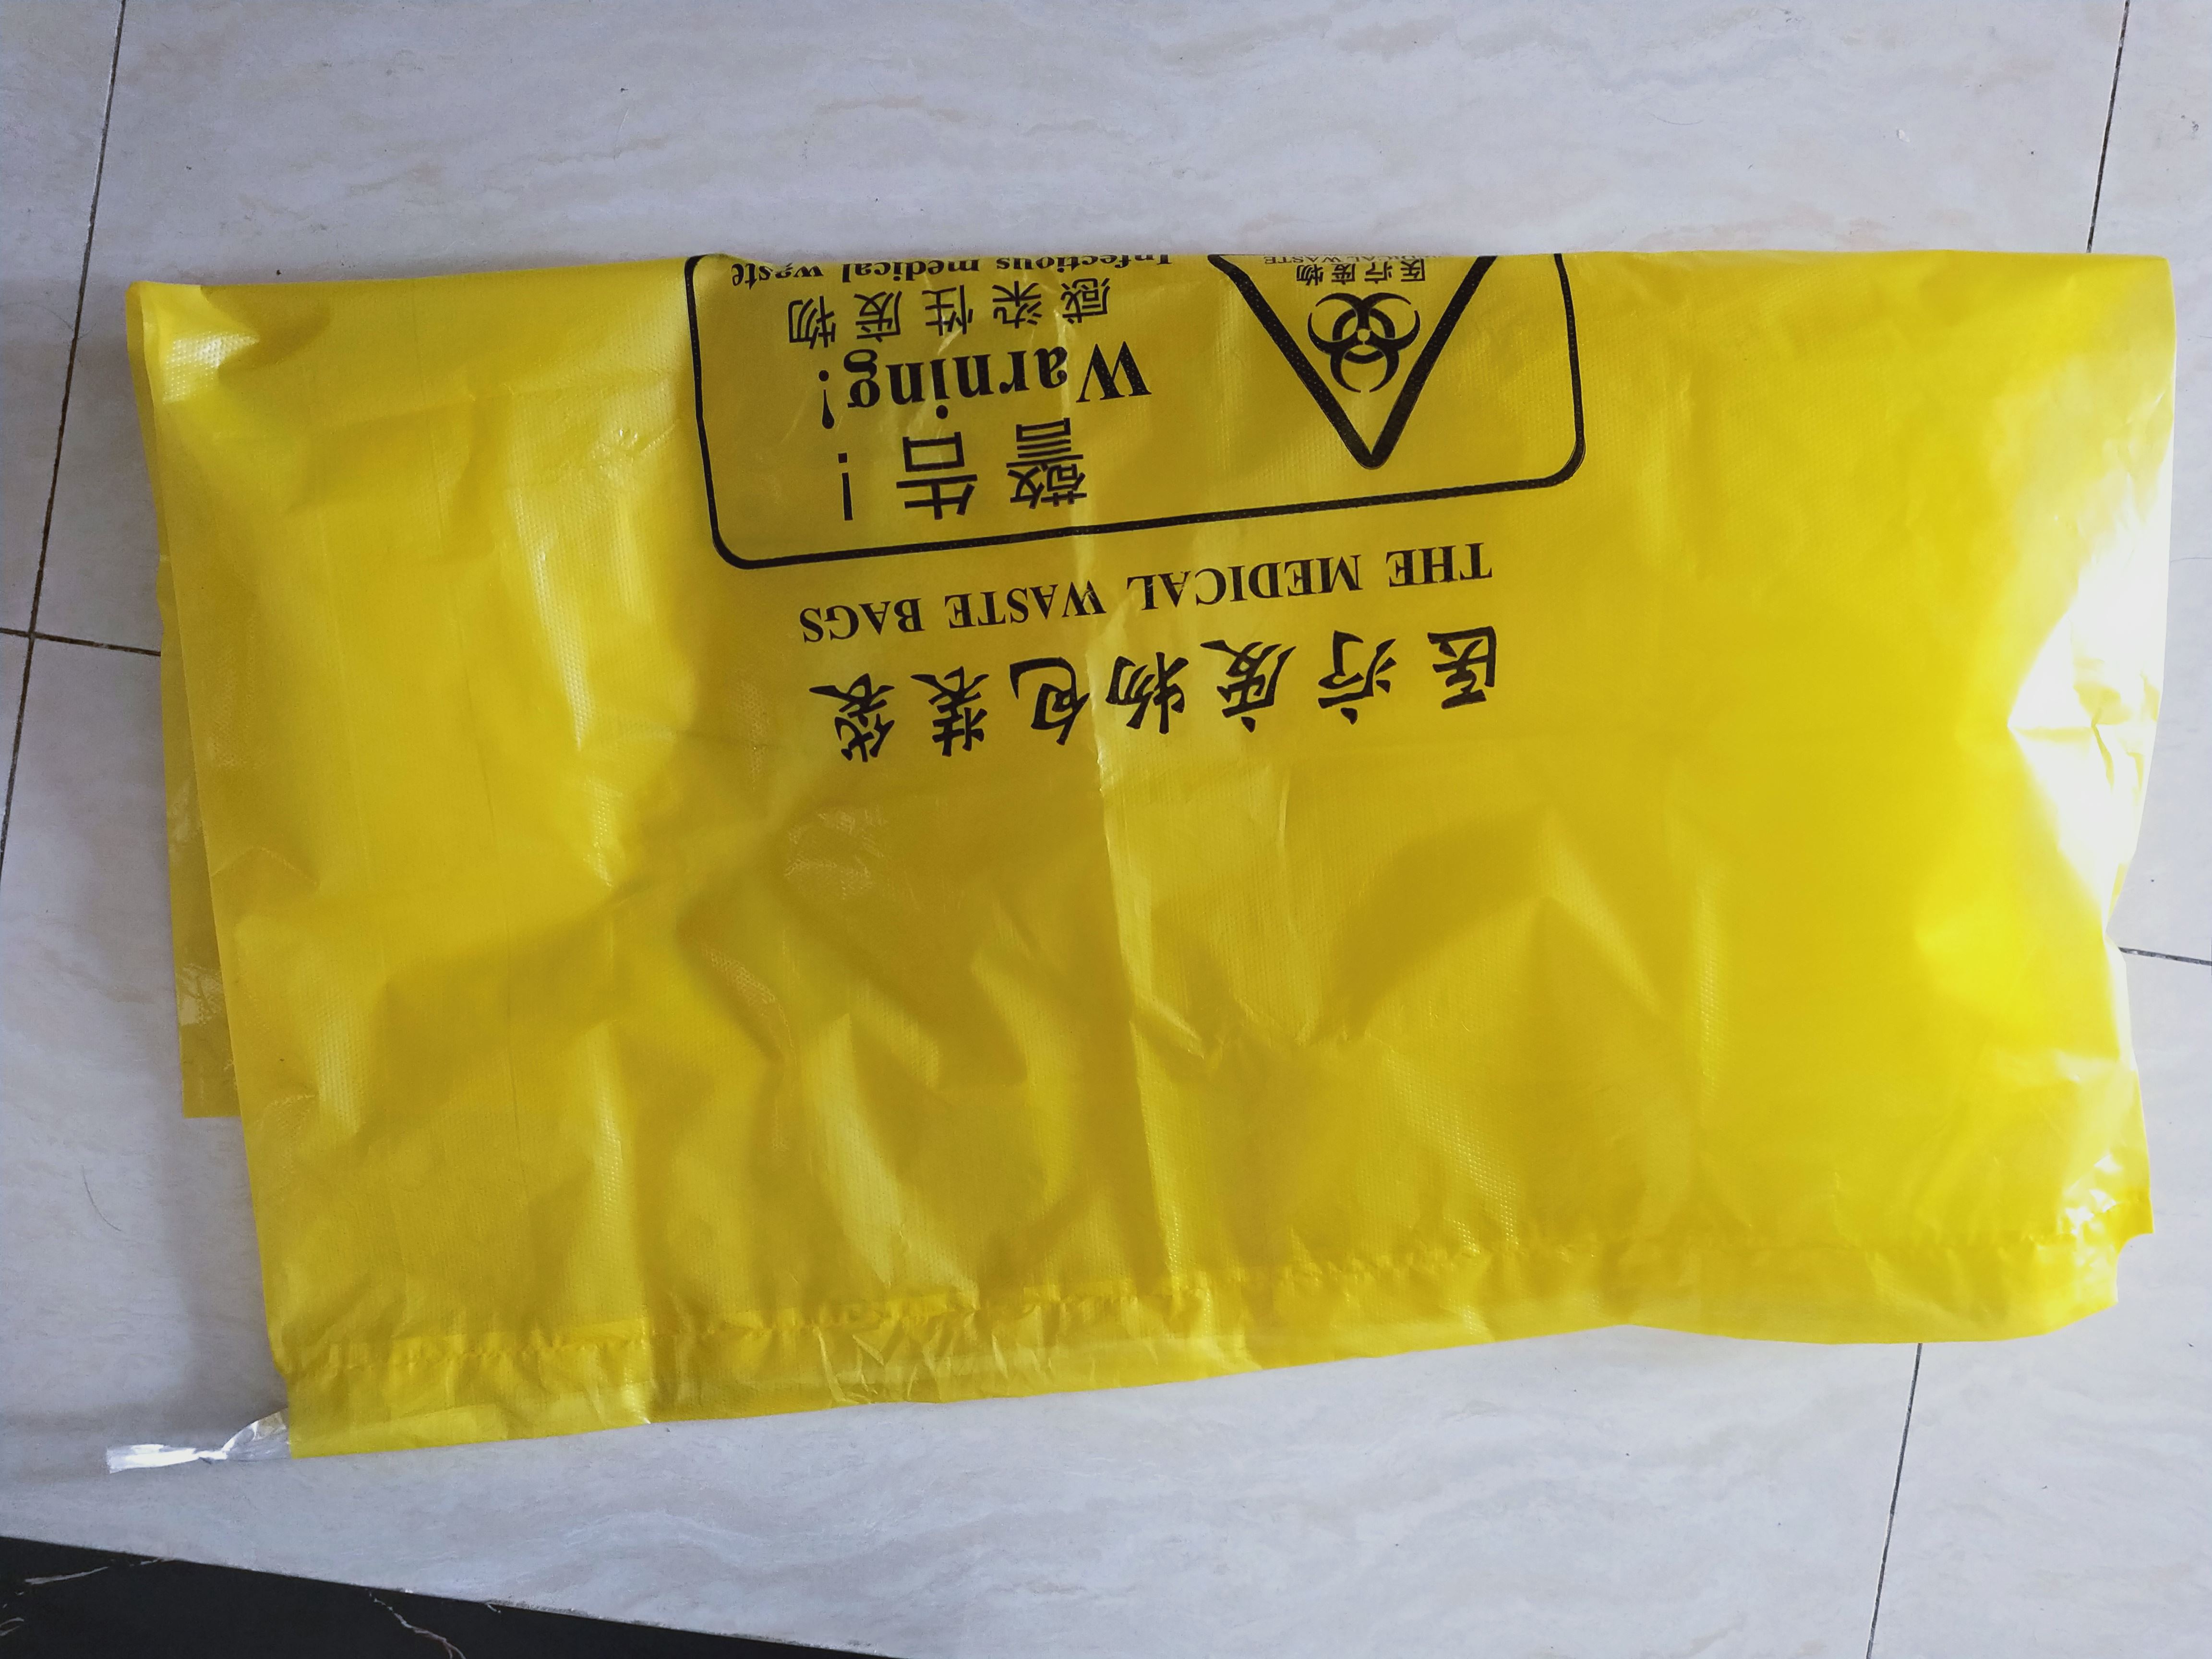 医疗废物包装袋
THE MEDICAL WASTE BAGS
警告!
Warning!
感染性废物
Infectious medical waste
医疗废物
WASTE